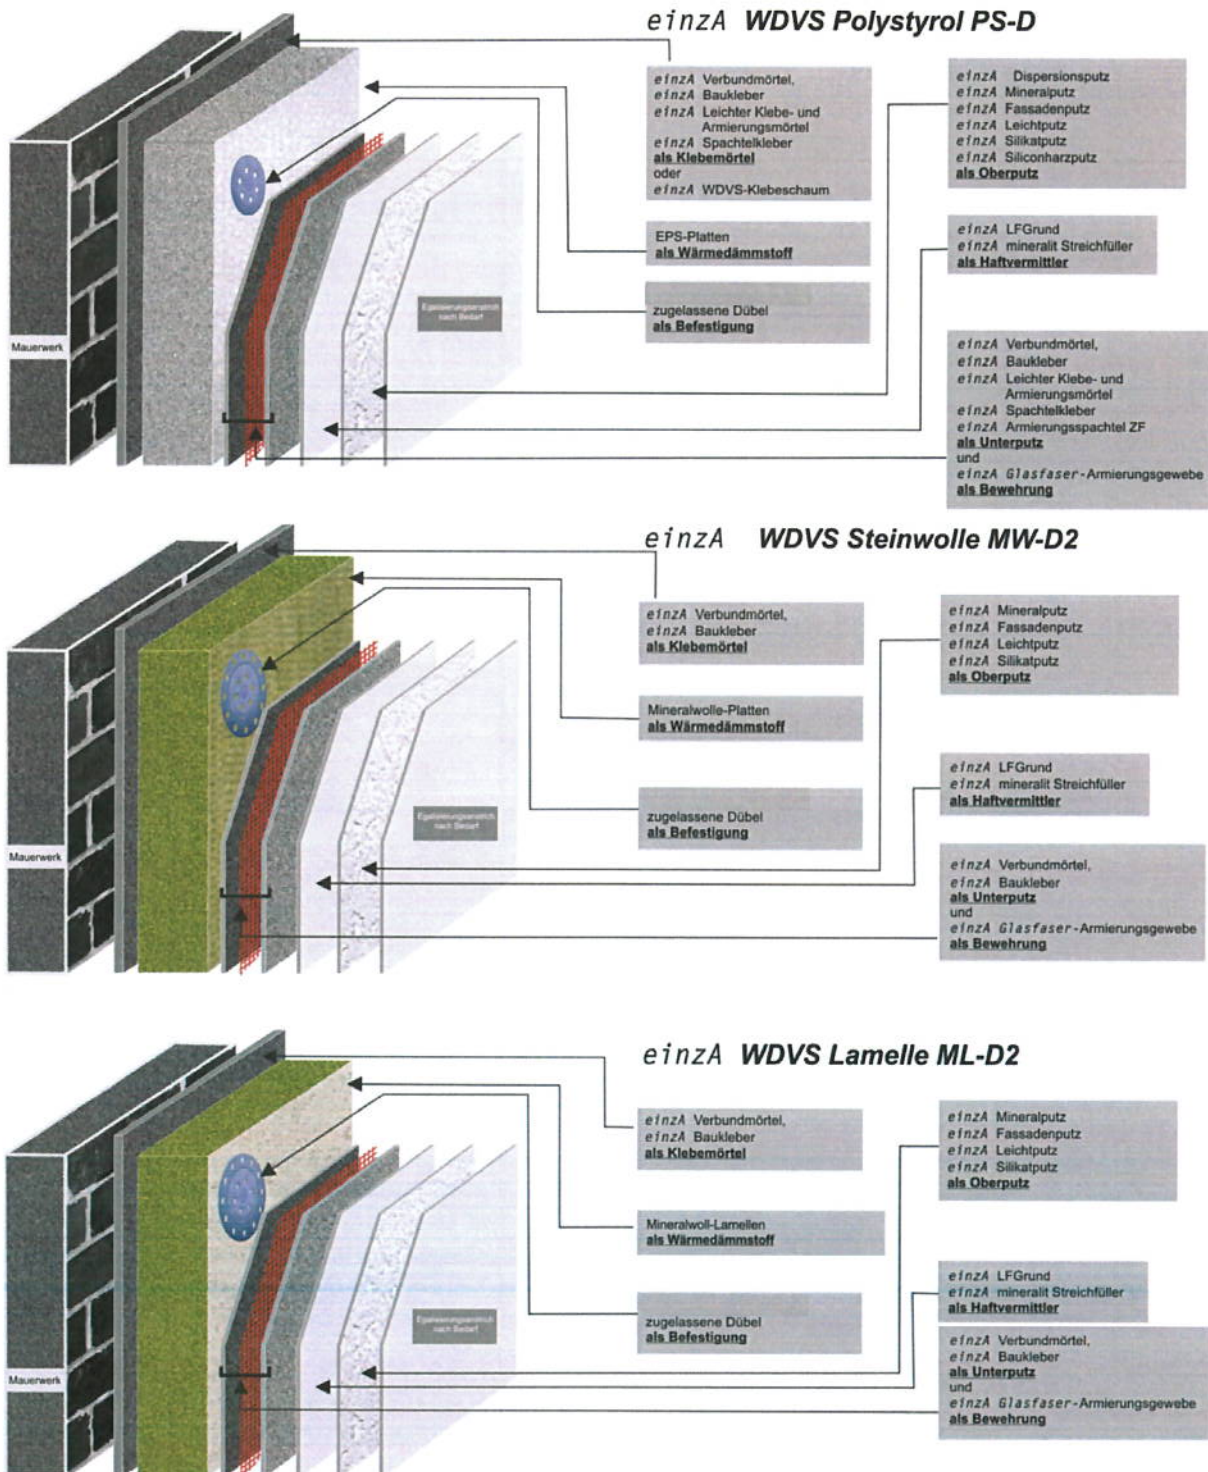 einzA WDVS Polystyrol PS-D
einzA Verbundmörtel,
einzA Baukleber
einzA Leichter Klebe- und
Armierungsmörtel
einzA Spachtelkleber
als Klebemörtel
oder
einzA WDVS-Klebeschaum
einzA Dispersionsputz
einzA Mineralputz
einzA Fassadenputz
einzA Leichtputz
einzA Silikatputz
einzA Siliconharzputz
als Oberputz
EPS-Platten
als Wärmedämmstoff
einzA LFGrund
einzA mineralit Streichfüller
als Haftvermittler
zugelassene Dübel
als Befestigung
Egalisierungsanstrich
nach Bedarf
Mauerwerk
einzA Verbundmörtel,
einzA Baukleber
einzA Leichter Klebe- und
Armierungsmörtel
einzA Spachtelkleber
einzA Armierungsspachtel ZF
als Unterputz
und
einzA Glasfaser-Armierungsgewebe
als Bewehrung
einzA WDVS Steinwolle MW-D2
einzA Verbundmörtel,
einzA Baukleber
als Klebemörtel
einzA Mineralputz
einzA Fassadenputz
einzA Leichtputz
einzA Silikatputz
als Oberputz
Mineralwolle-Platten
als Wärmedämmstoff
einzA LFGrund
einzA mineralit Streichfüller
als Haftvermittler
zugelassene Dübel
als Befestigung
Egalisierungsanstrich
nach Bedarf
Mauerwerk
einzA Verbundmörtel,
einzA Baukleber
als Unterputz
und
einzA Glasfaser-Armierungsgewebe
als Bewehrung
einzA WDVS Lamelle ML-D2
einzA Verbundmörtel,
einzA Baukleber
als Klebemörtel
einzA Mineralputz
einzA Fassadenputz
einzA Leichtputz
einzA Silikatputz
als Oberputz
Mineralwoll-Lamellen
als Wärmedämmstoff
einzA LFGrund
einzA mineralit Streichfüller
als Haftvermittler
zugelassene Dübel
als Befestigung
Egalisierungsanstrich
nach Bedarf
Mauerwerk
einzA Verbundmörtel,
einzA Baukleber
als Unterputz
und
einzA Glasfaser-Armierungsgewebe
als Bewehrung